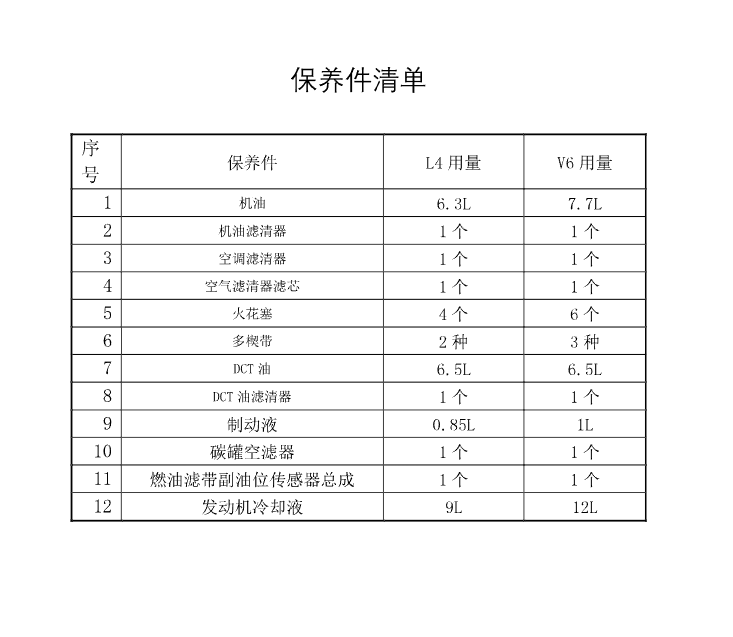 保养件清单
序号 保养件 L4 用量 V6 用量
1 机油 6.3L 7.7L
2 机油滤清器 1 个 1 个
3 空调滤清器 1 个 1 个
4 空气滤清器滤芯 1 个 1 个
5 火花塞 4 个 6 个
6 多楔带 2 种 3 种
7 DCT 油 6.5L 6.5L
8 DCT 油滤清器 1 个 1 个
9 制动液 0.85L 1L
10 碳罐空滤器 1 个 1 个
11 燃油滤带副油位传感器总成 1 个 1 个
12 发动机冷却液 9L 12L